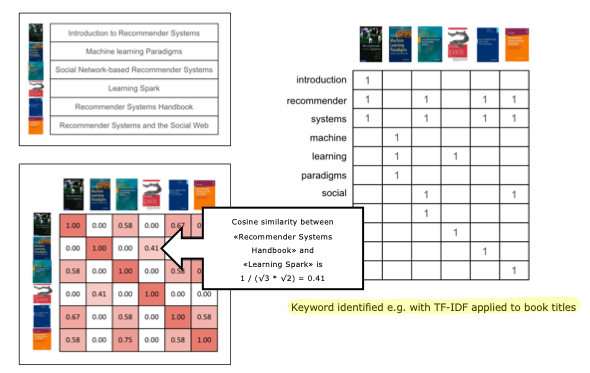 Introduction to Recommender Systems
Machine learning Paradigms
Social Network-based Recommender Systems
Learning Spark
Recommender Systems Handbook
Recommender Systems and the Social Web
Machine Learning Paradigms
Spark
introduction 1
recommender 1 1 1 1
systems 1 1 1 1
machine 1
learning 1 1
paradigms 1
social 1 1
1
1
1
1
1.00 0.00 0.58 0.00 0.67
0.00 1.00 0.00 0.41
0.58 0.00 1.00 0.00 0.58
0.00 0.41 0.00 1.00
0.67 0.00 0.58 0.00 1.00 0.58
0.58 0.00 0.75 0.00 0.58 1.00
Cosine similarity between
«Recommender Systems
Handbook» and
«Learning Spark» is
1 / (√3 * √2) = 0.41
Keyword identified e.g. with TF-IDF applied to book titles